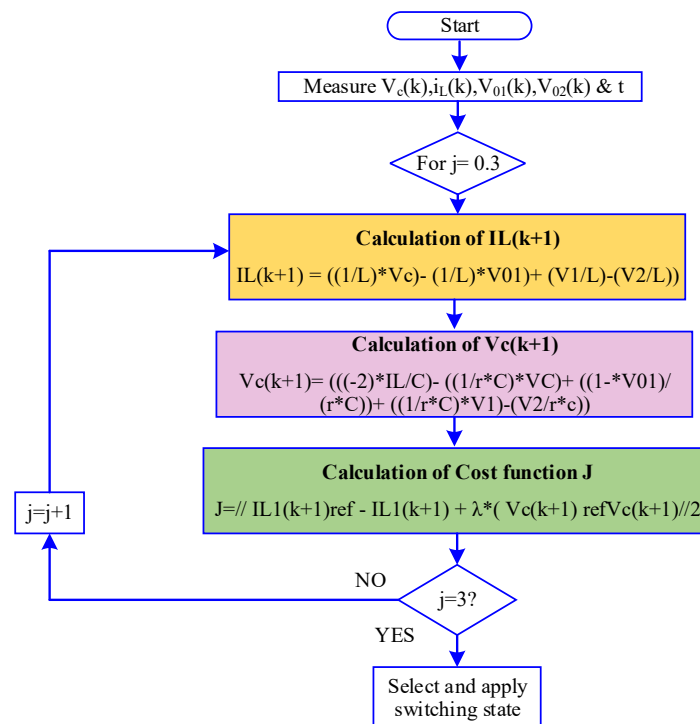 Start
Measure Vc(k),iL(k),V01(k),V02(k) & t
For j= 0.3
Calculation of IL(k+1)
IL(k+1) = ((1/L)*Vc)- (1/L)*V01)+ (V1/L)-(V2/L))
Calculation of Vc(k+1)
Vc(k+1)= (((-2)*IL/C)- ((1/r*C)*VC)+ ((1-*V01)/
(r*C))+ ((1/r*C)*V1)-(V2/r*c))
Calculation of Cost function J
J=// IL1(k+1)ref - IL1(k+1) + λ*( Vc(k+1) refVc(k+1)//2
j=j+1
NO
j=3?
YES
Select and apply
switching state